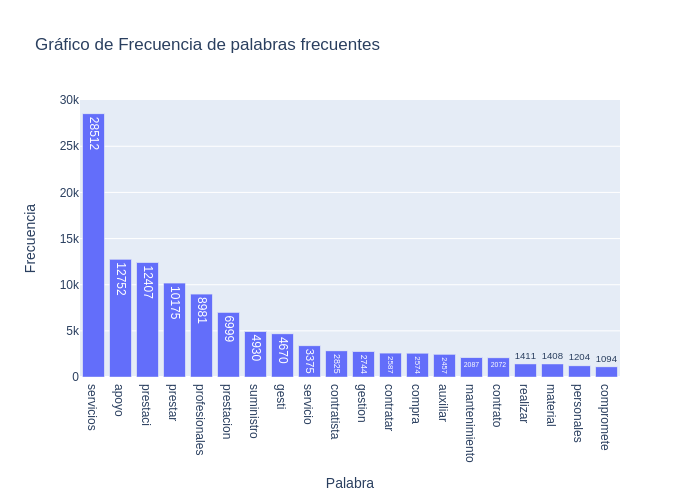 Gráfico de Frecuencia de palabras frecuentes
Frecuencia
30k
25k
20k
15k
10k
5k
0
28512
12752
12407
10175
8981
6999
4930
4670
3375
2825
2744
2587
2574
2457
2087
2072
1411
1408
1204
1094
servicios
apoyo
prestaci
prestar
profesionales
prestacion
suministro
gesti
servicio
contratista
gestion
contratar
compra
auxiliar
mantenimiento
contrato
realizar
material
personales
compromete
Palabra